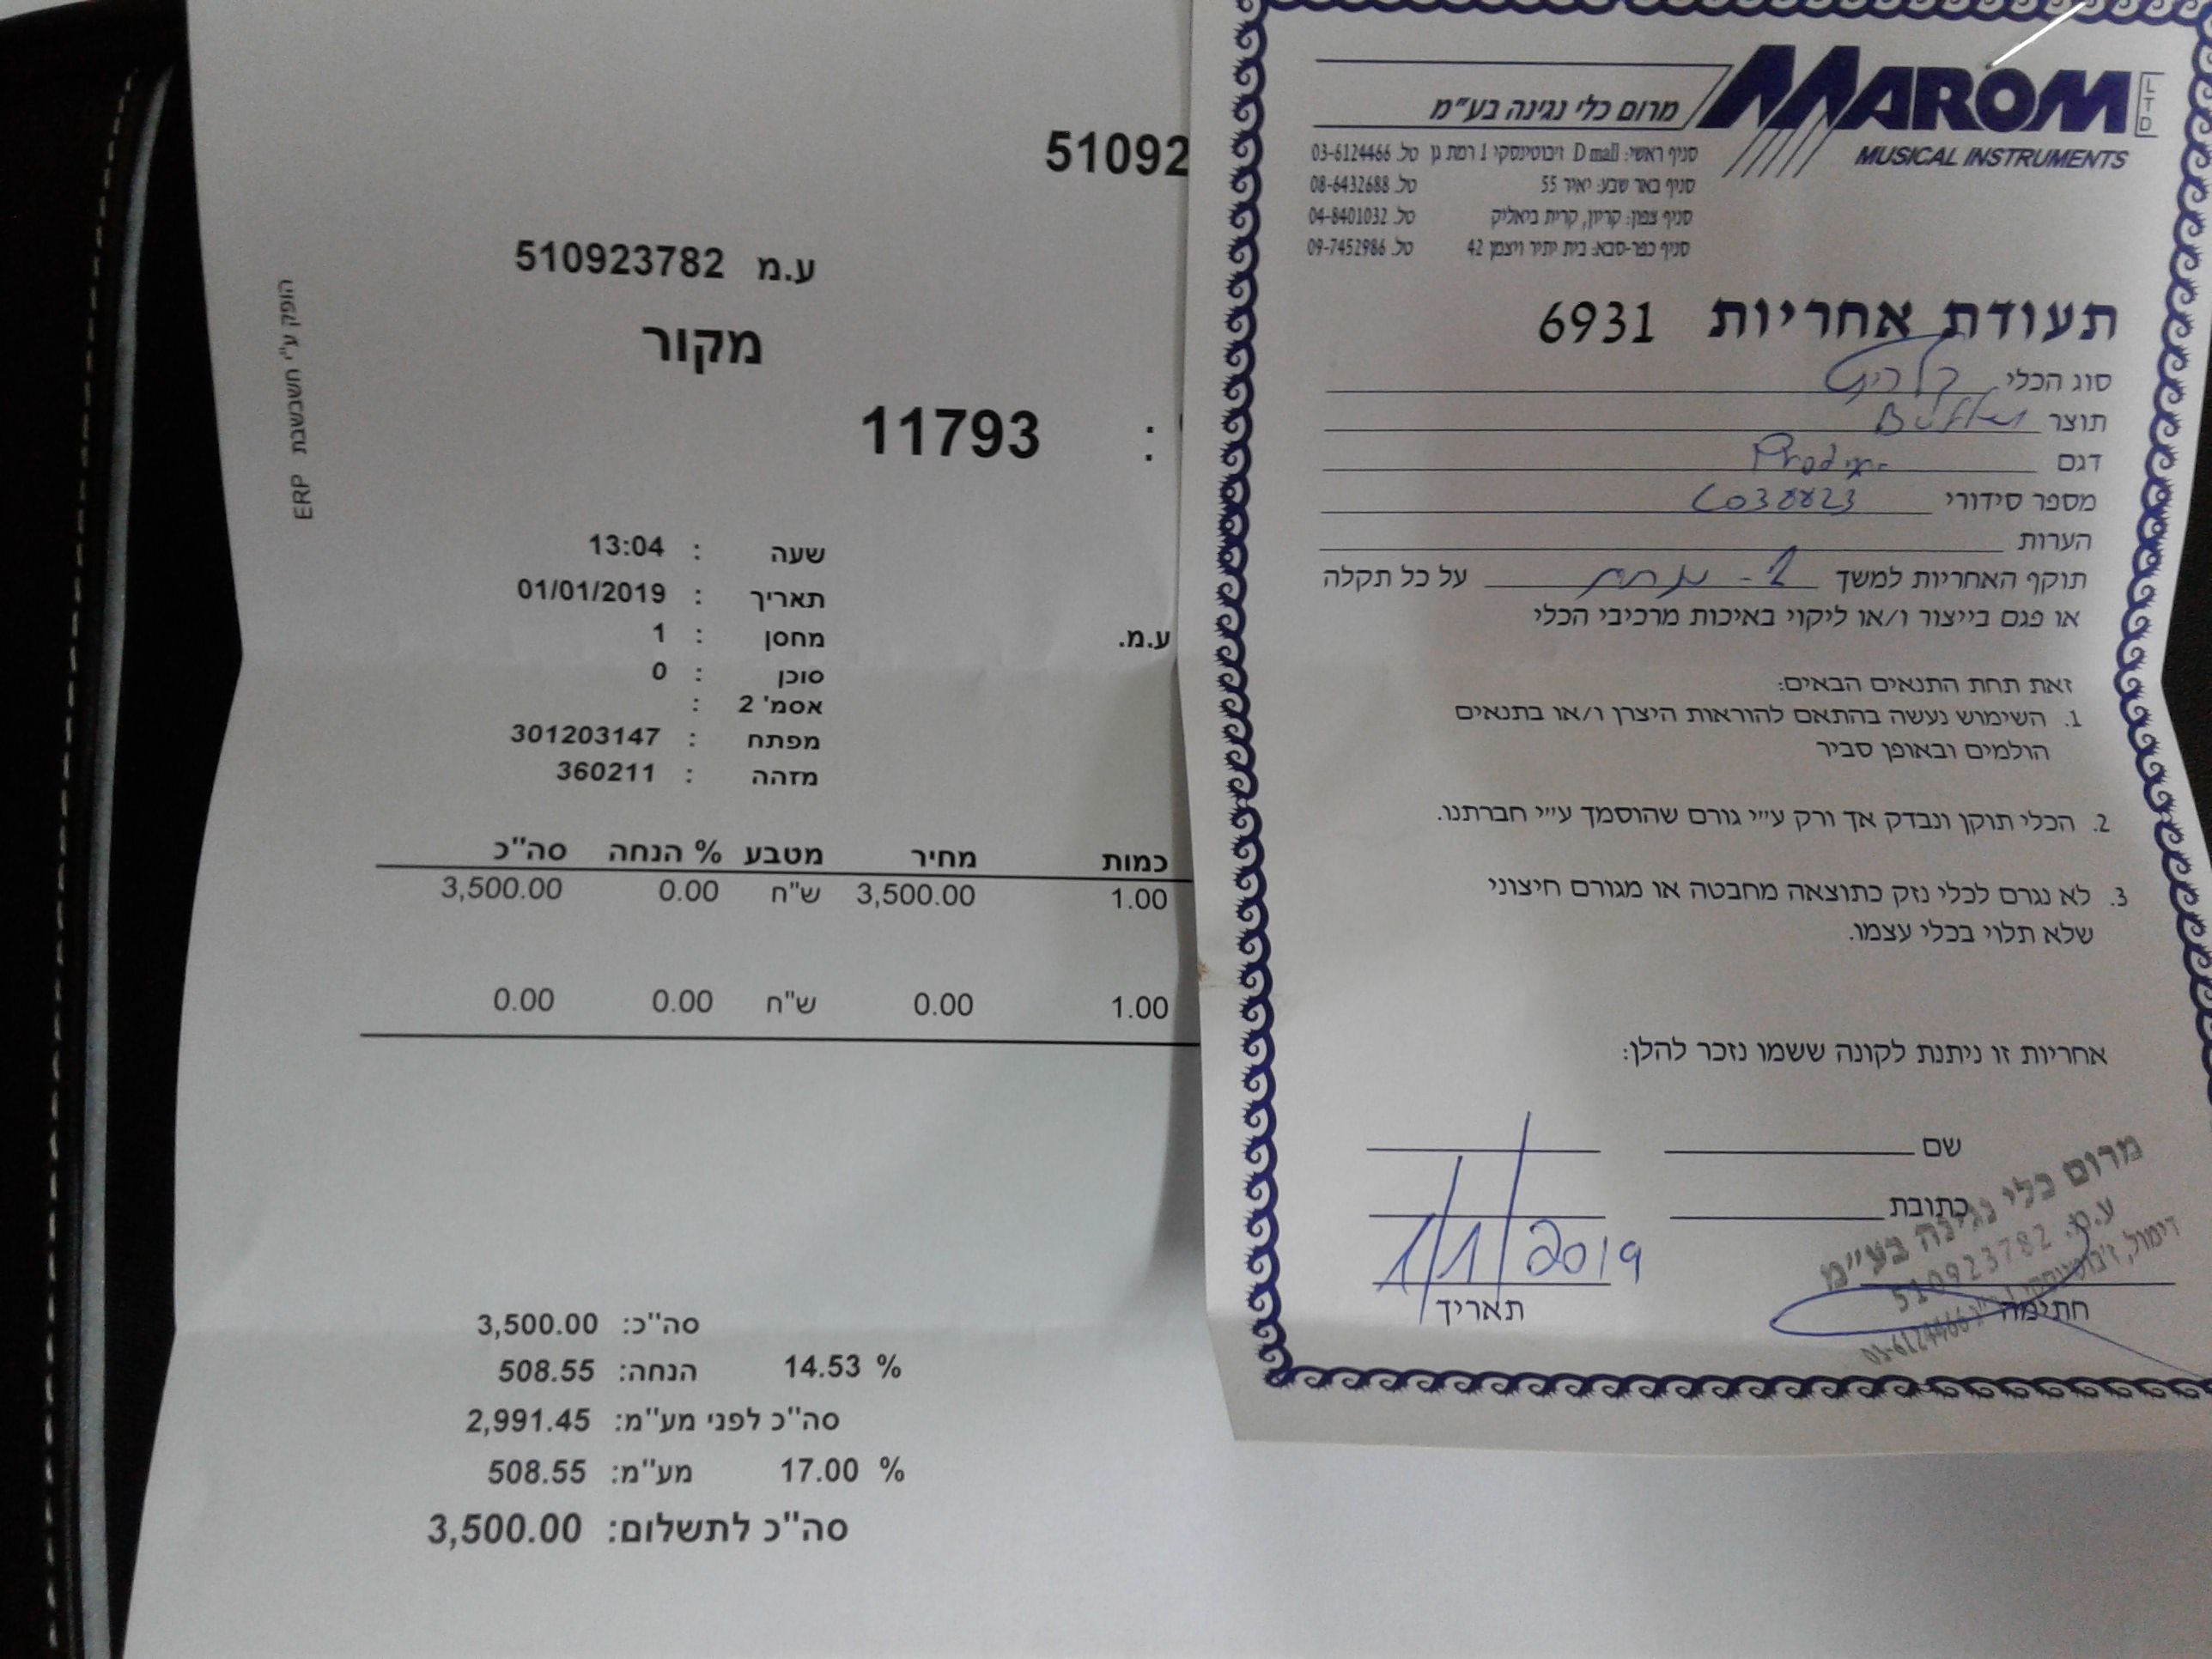 51092
ע.מ 510923782
מקור
: 11793
הופק ע"י חשבשבת ERP
שעה : 13:04
תאריך : 01/01/2019
מחסן : 1
ע.מ.
סוכן : 0
אסמ' 2 :
מפתח : 301203147
מזהה : 360211
כמות מחיר מטבע % הנחה סה"כ
1.00 3,500.00 ש"ח 0.00 3,500.00
1.00 0.00 ש"ח 0.00 0.00
סה"כ: 3,500.00
% 14.53 הנחה: 508.55
סה"כ לפני מע"מ: 2,991.45
% 17.00 מע"מ: 508.55
סה"כ לתשלום: 3,500.00
MAROM LTD
MUSICAL INSTRUMENTS
מרום כלי נגינה בע"מ
סניף ראשי: D mall ז'בוטינסקי 1 רמת גן טל. 03-6124466
סניף באר שבע: יאיר 55 טל. 08-6432688
סניף צפון: קריון, קרית ביאליק טל. 04-8401032
סניף כפר-סבא: בית יתיר ויצמן 42 טל. 09-7452986
תעודת אחריות 6931
סוג הכלי קלרינט
תוצר
דגם
מספר סידורי
הערות
תוקף האחריות למשך על כל תקלה
או פגם בייצור ו/או ליקוי באיכות מרכיבי הכלי
זאת תחת התנאים הבאים:
1. השימוש נעשה בהתאם להוראות היצרן ו/או בתנאים
הולמים ובאופן סביר
2. הכלי תוקן ונבדק אך ורק ע"י גורם שהוסמך ע"י חברתנו.
3. לא נגרם לכלי נזק כתוצאה מחבטה או מגורם חיצוני
שלא תלוי בכלי עצמו.
אחריות זו ניתנת לקונה ששמו נזכר להלן:
שם
כתובת
1/1/2019
תאריך
חתימה
מרום כלי נגינה בע"מ
ע.מ. 510923782
03-6124466